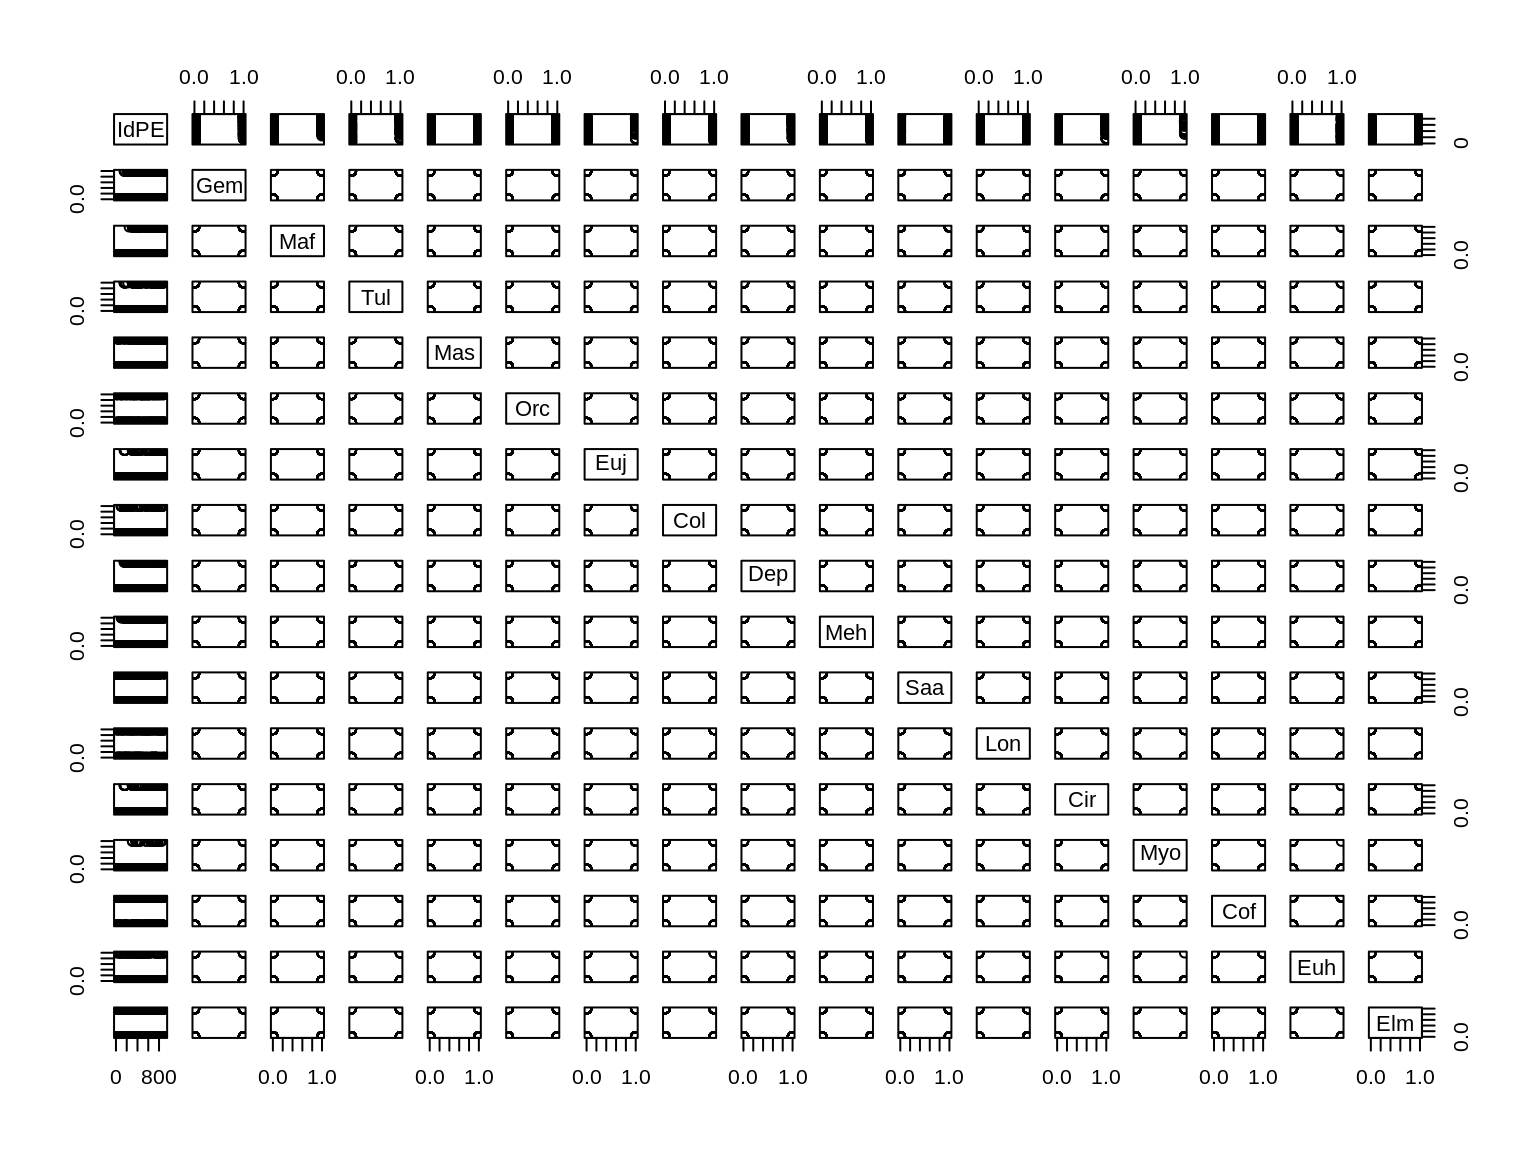 0.0 1.0 0.0 1.0 0.0 1.0 0.0 1.0 0.0 1.0 0.0 1.0 0.0 1.0 0.0 1.0
IdPE 0
0.0 Gem
Maf 0.0
0.0 Tul
Mas 0.0
0.0 Orc
Euj 0.0
0.0 Col
Dep 0.0
0.0 Meh
Saa 0.0
0.0 Lon
Cir 0.0
0.0 Myo
Cof 0.0
0.0 Euh
Elm 0.0
0 800 0.0 1.0 0.0 1.0 0.0 1.0 0.0 1.0 0.0 1.0 0.0 1.0 0.0 1.0 0.0 1.0